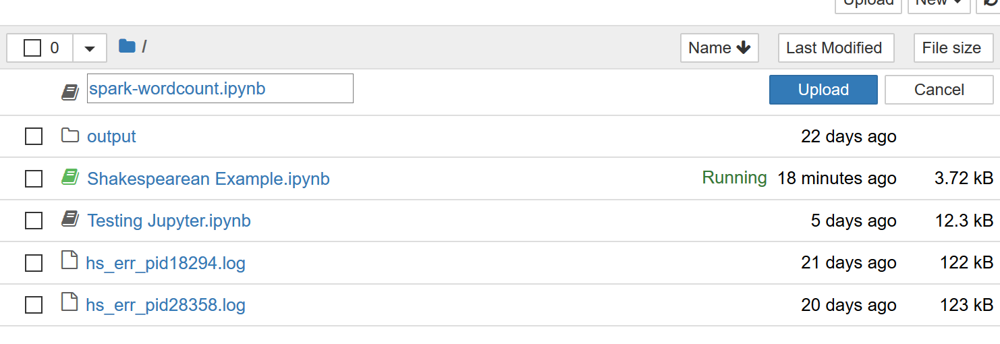 Upload New
0 / Name Last Modified File size
spark-wordcount.ipynb Upload Cancel
output 22 days ago
Shakespearean Example.ipynb Running 18 minutes ago 3.72 kB
Testing Jupyter.ipynb 5 days ago 12.3 kB
hs_err_pid18294.log 21 days ago 122 kB
hs_err_pid28358.log 20 days ago 123 kB